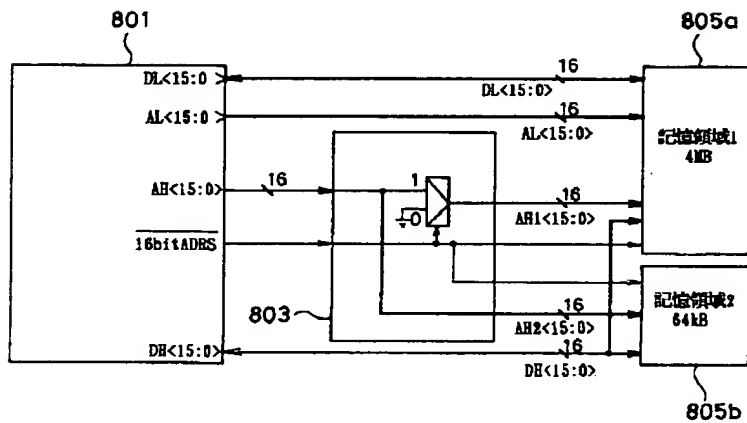 801
805a
DL<15:0
16
DL<15:0>
AL<15:0
16
AL<15:0>
記憶領域1
4MB
AH<15:0>
16
1
0
16
AH1<15:0>
16bitADRS
803
16
AH2<15:0>
記憶領域2
64kB
DH<15:0>
16
DH<15:0>
805b